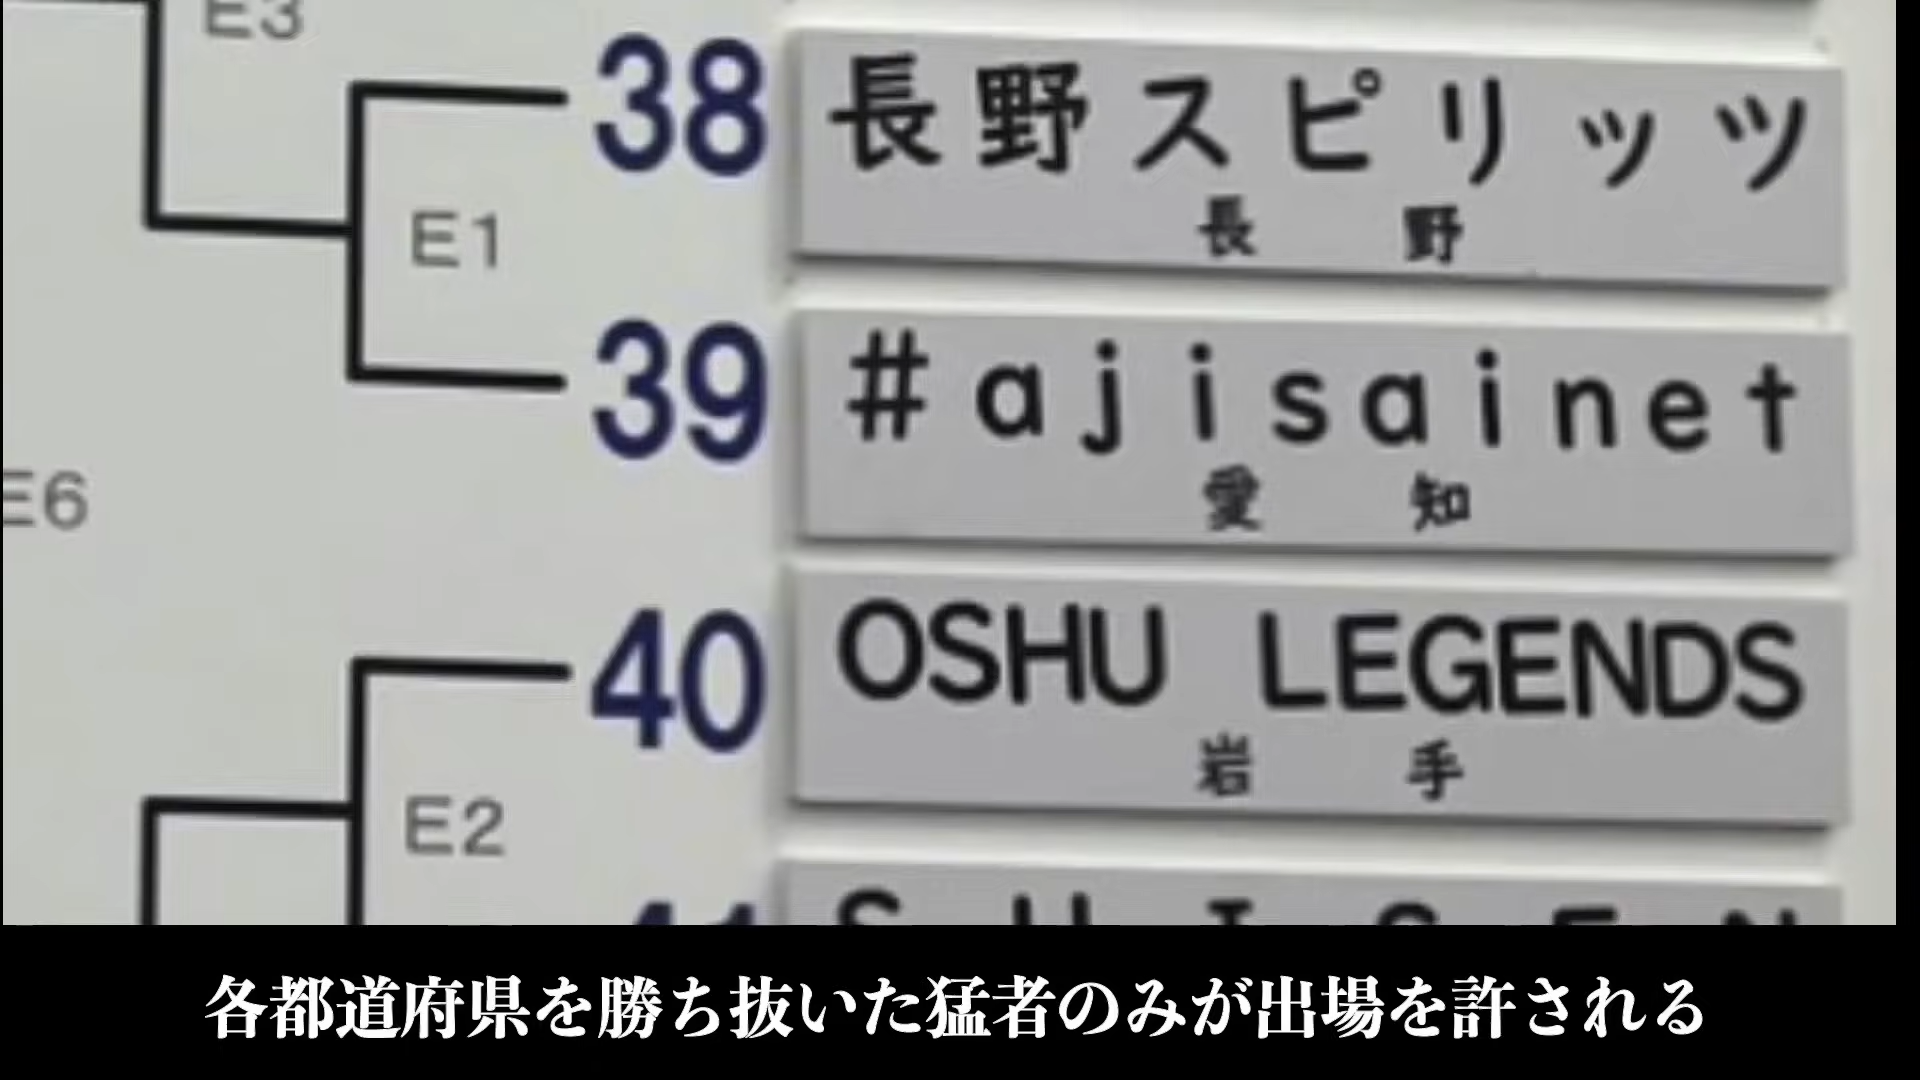 E3
38 長野スピリッツ
長野
E1
39 #ajisainet
愛知
E6
40 OSHU LEGENDS
岩手
E2
各都道府県を勝ち抜いた猛者のみが出場を許される